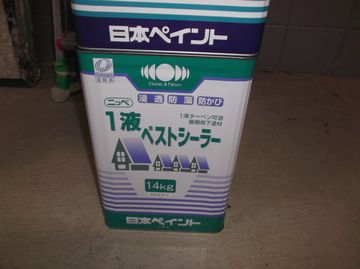 日本ペイント
Basic & New
ニッペ
浸透 防藻 防かび
1液ターペン可溶
屋根用下塗材
1液ベストシーラー
14kg
日本ペイント